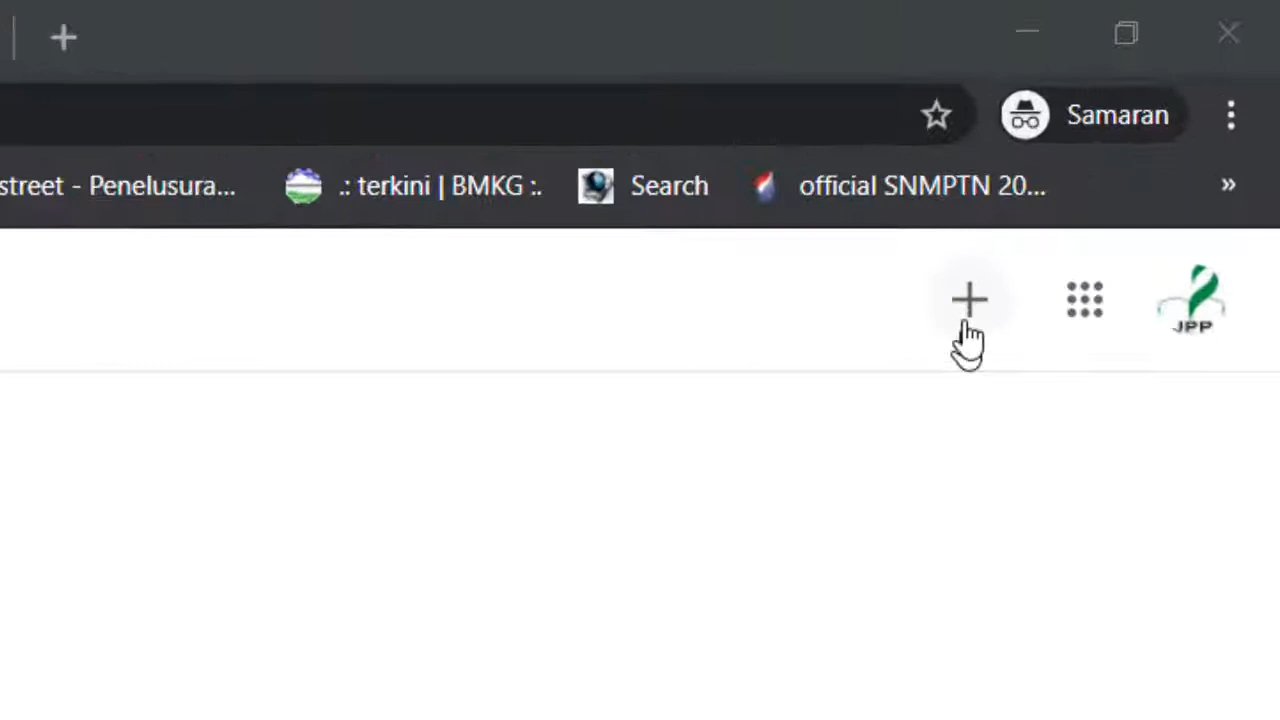 Samaran
street - Penelusura... .: terkini | BMKG :. Search official SNMPTN 20... »
JPP